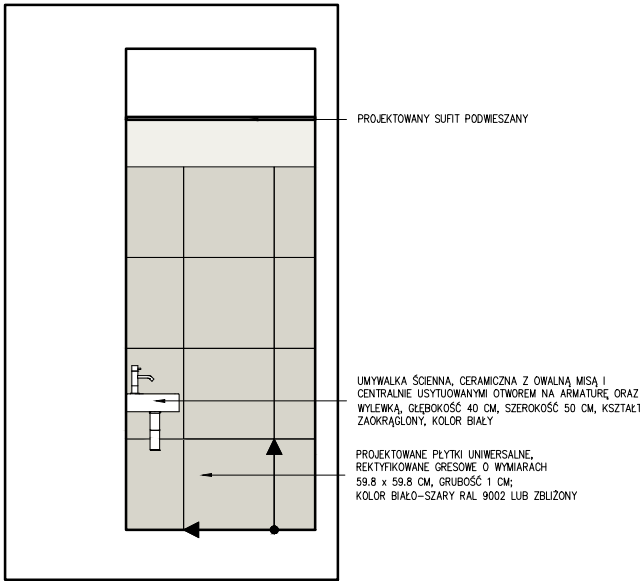 PROJEKTOWANY SUFIT PODWIESZANY
UMYWALKA ŚCIENNA, CERAMICZNA Z OWALNĄ MISĄ I
CENTRALNIE USYTUOWANYMI OTWOREM NA ARMATURĘ ORAZ
WYLEWKĄ, GŁĘBOKOŚĆ 40 CM, SZEROKOŚĆ 50 CM, KSZTAŁT
ZAOKRĄGLONY, KOLOR BIAŁY
PROJEKTOWANE PŁYTKI UNIWERSALNE,
REKTYFIKOWANE GRESOWE O WYMIARACH
59.8 x 59.8 CM, GRUBOŚĆ 1 CM;
KOLOR BIAŁO-SZARY RAL 9002 LUB ZBLIŻONY